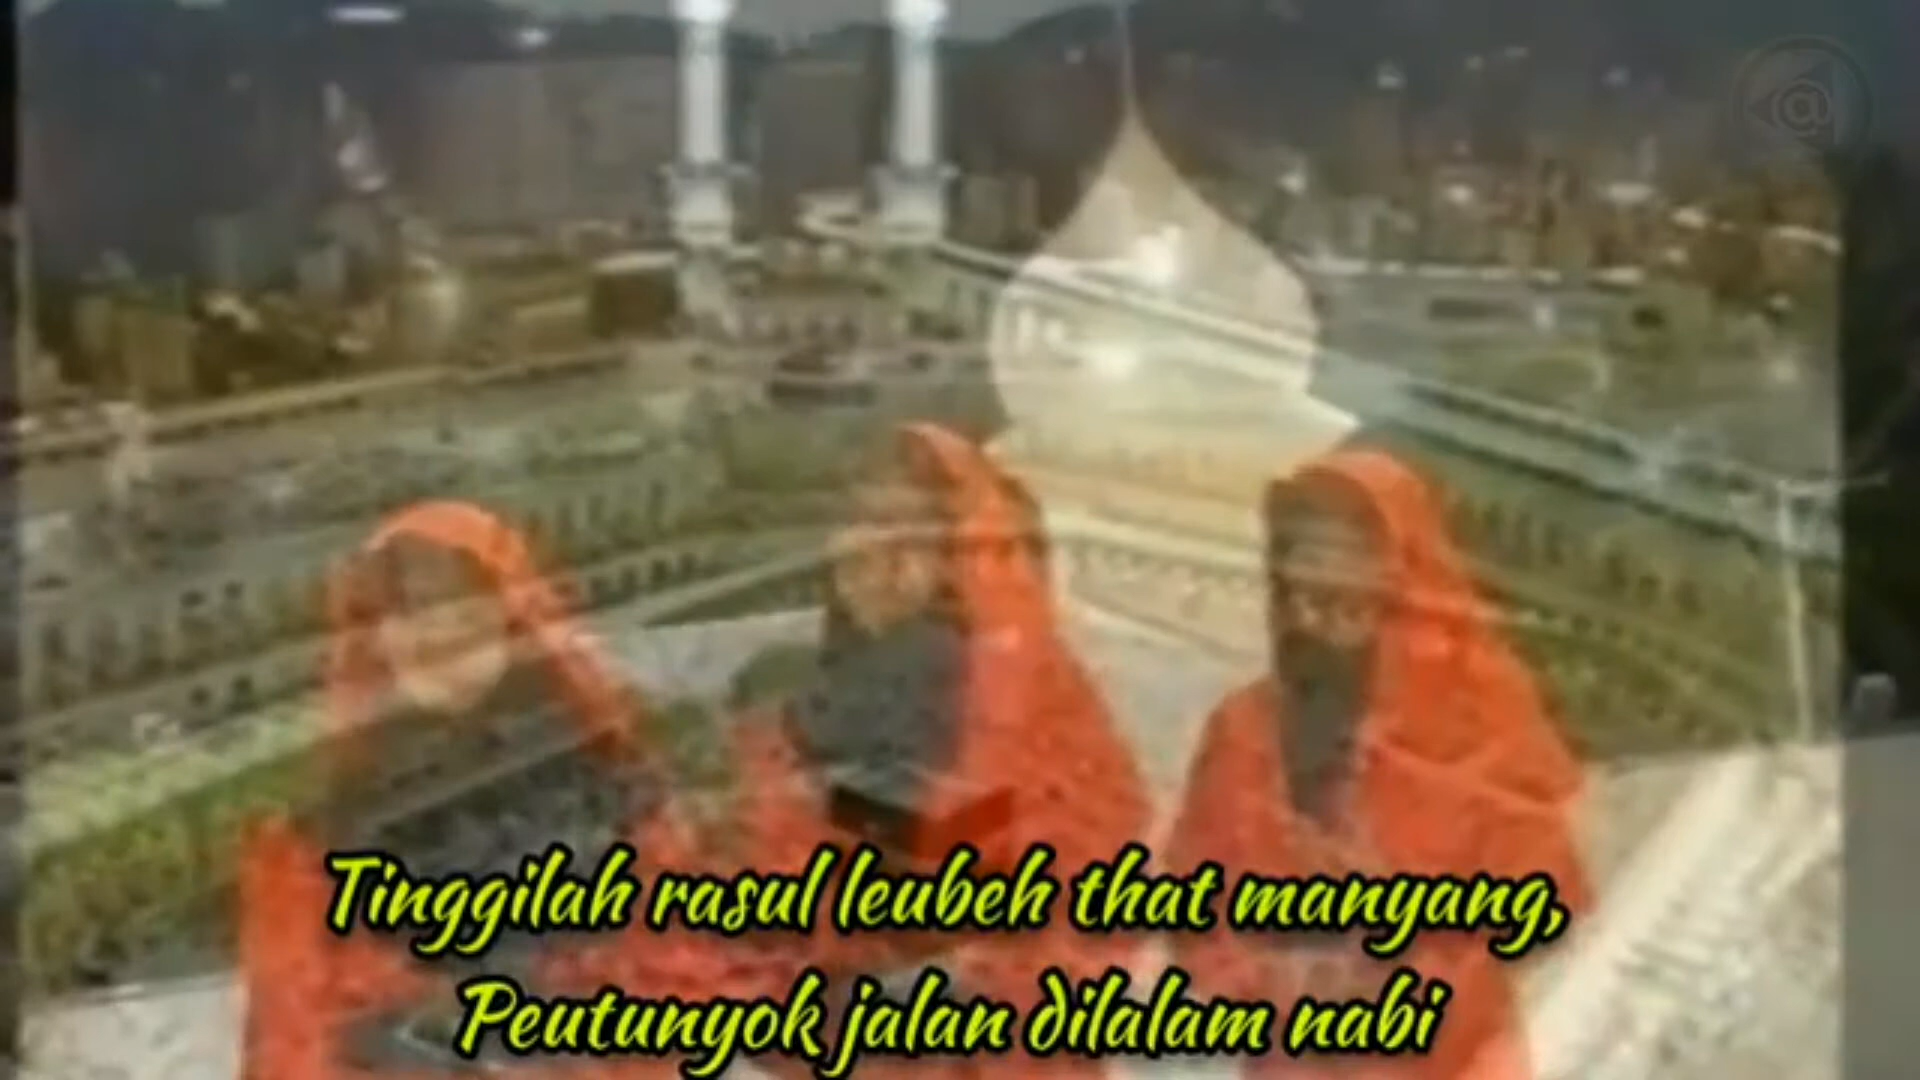 Tinggilah rasul leubeh that manyang,
Peutunyok jalan dilalam nabi